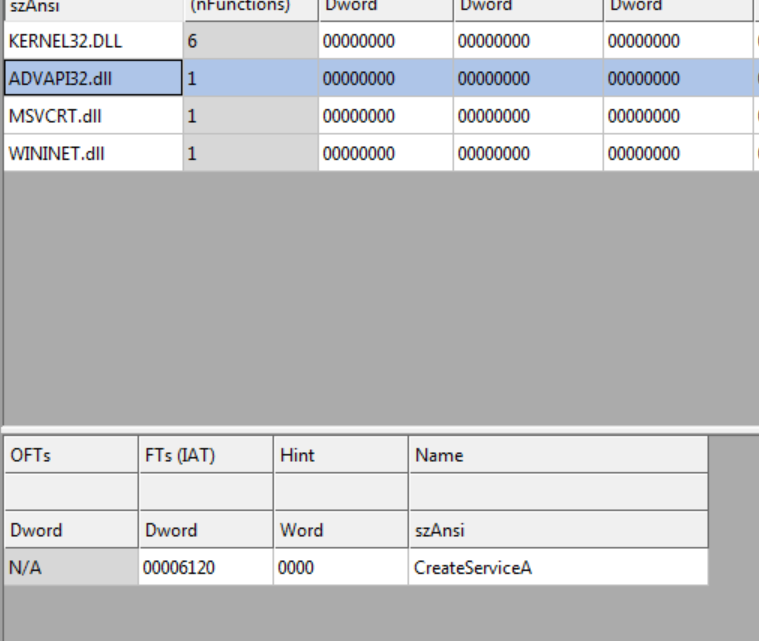 szAnsi (nFunctions) Dword Dword Dword
KERNEL32.DLL 6 00000000 00000000 00000000
ADVAPI32.dll 1 00000000 00000000 00000000
MSVCRT.dll 1 00000000 00000000 00000000
WININET.dll 1 00000000 00000000 00000000
OFTs FTs (IAT) Hint Name
Dword Dword Word szAnsi
N/A 00006120 0000 CreateServiceA